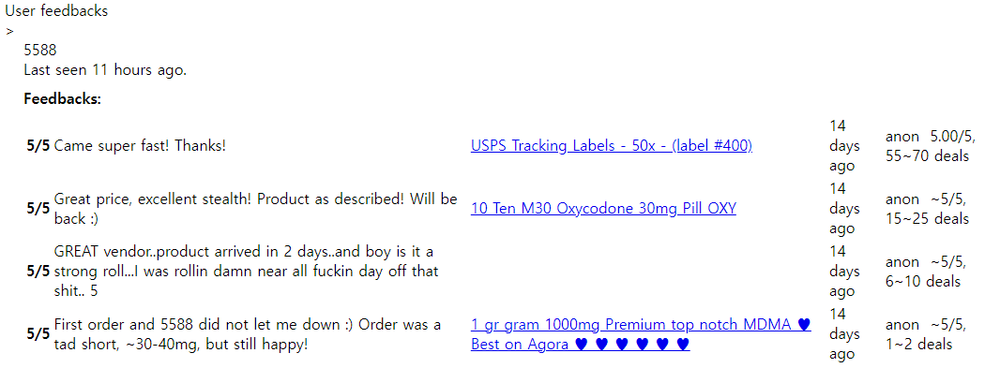 User feedbacks
>
5588
Last seen 11 hours ago.
Feedbacks:
5/5 Came super fast! Thanks! USPS Tracking Labels - 50x - (label #400) 14 days ago anon 5.00/5, 55~70 deals
5/5 Great price, excellent stealth! Product as described! Will be back :) 10 Ten M30 Oxycodone 30mg Pill OXY 14 days ago anon ~5/5, 15~25 deals
5/5 GREAT vendor..product arrived in 2 days..and boy is it a strong roll...I was rollin damn near all fuckin day off that shit.. 5 14 days ago anon ~5/5, 6~10 deals
5/5 First order and 5588 did not let me down :) Order was a tad short, ~30-40mg, but still happy! 1 gr gram 1000mg Premium top notch MDMA ♥ Best on Agora ♥ ♥ ♥ ♥ ♥ ♥ 14 days ago anon ~5/5, 1~2 deals